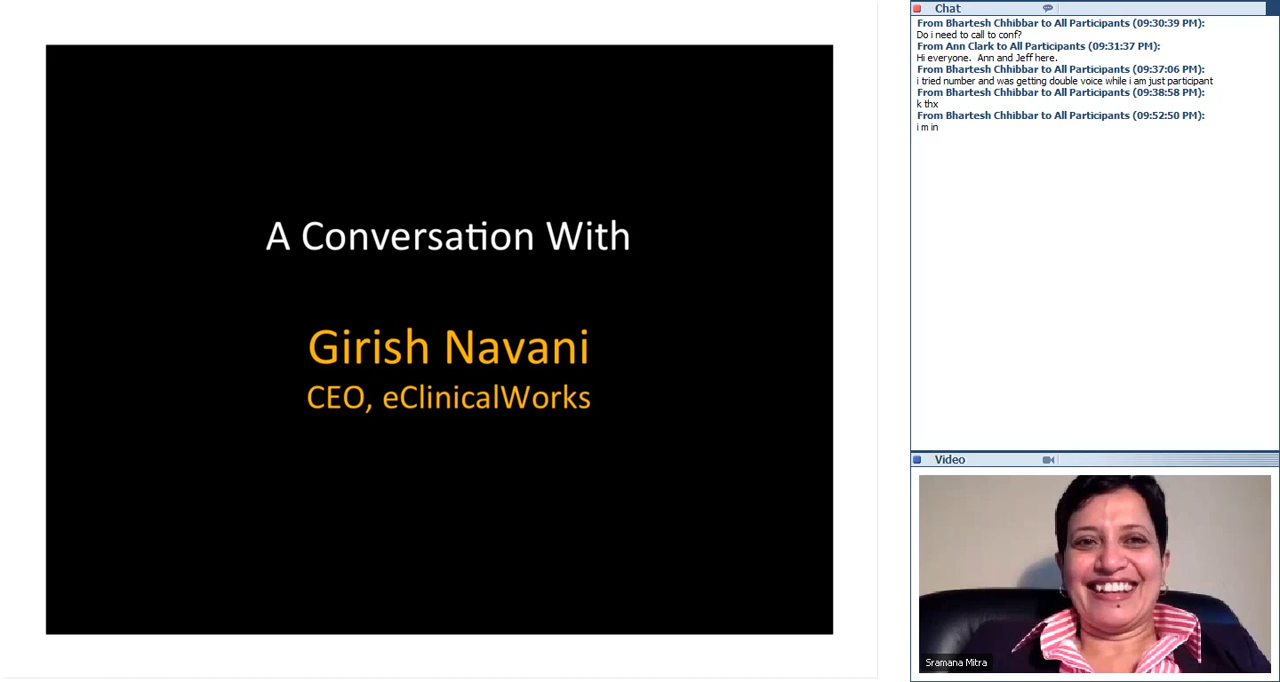 A Conversation With
Girish Navani
CEO, eClinicalWorks
Chat
From Bhartesh Chhibbar to All Participants (09:30:39 PM):
Do i need to call to conf?
From Ann Clark to All Participants (09:31:37 PM):
Hi everyone.  Ann and Jeff here.
From Bhartesh Chhibbar to All Participants (09:37:06 PM):
i tried number and was getting double voice while i am just participant
From Bhartesh Chhibbar to All Participants (09:38:58 PM):
k thx
From Bhartesh Chhibbar to All Participants (09:52:50 PM):
i m in
Video
Sramana Mitra